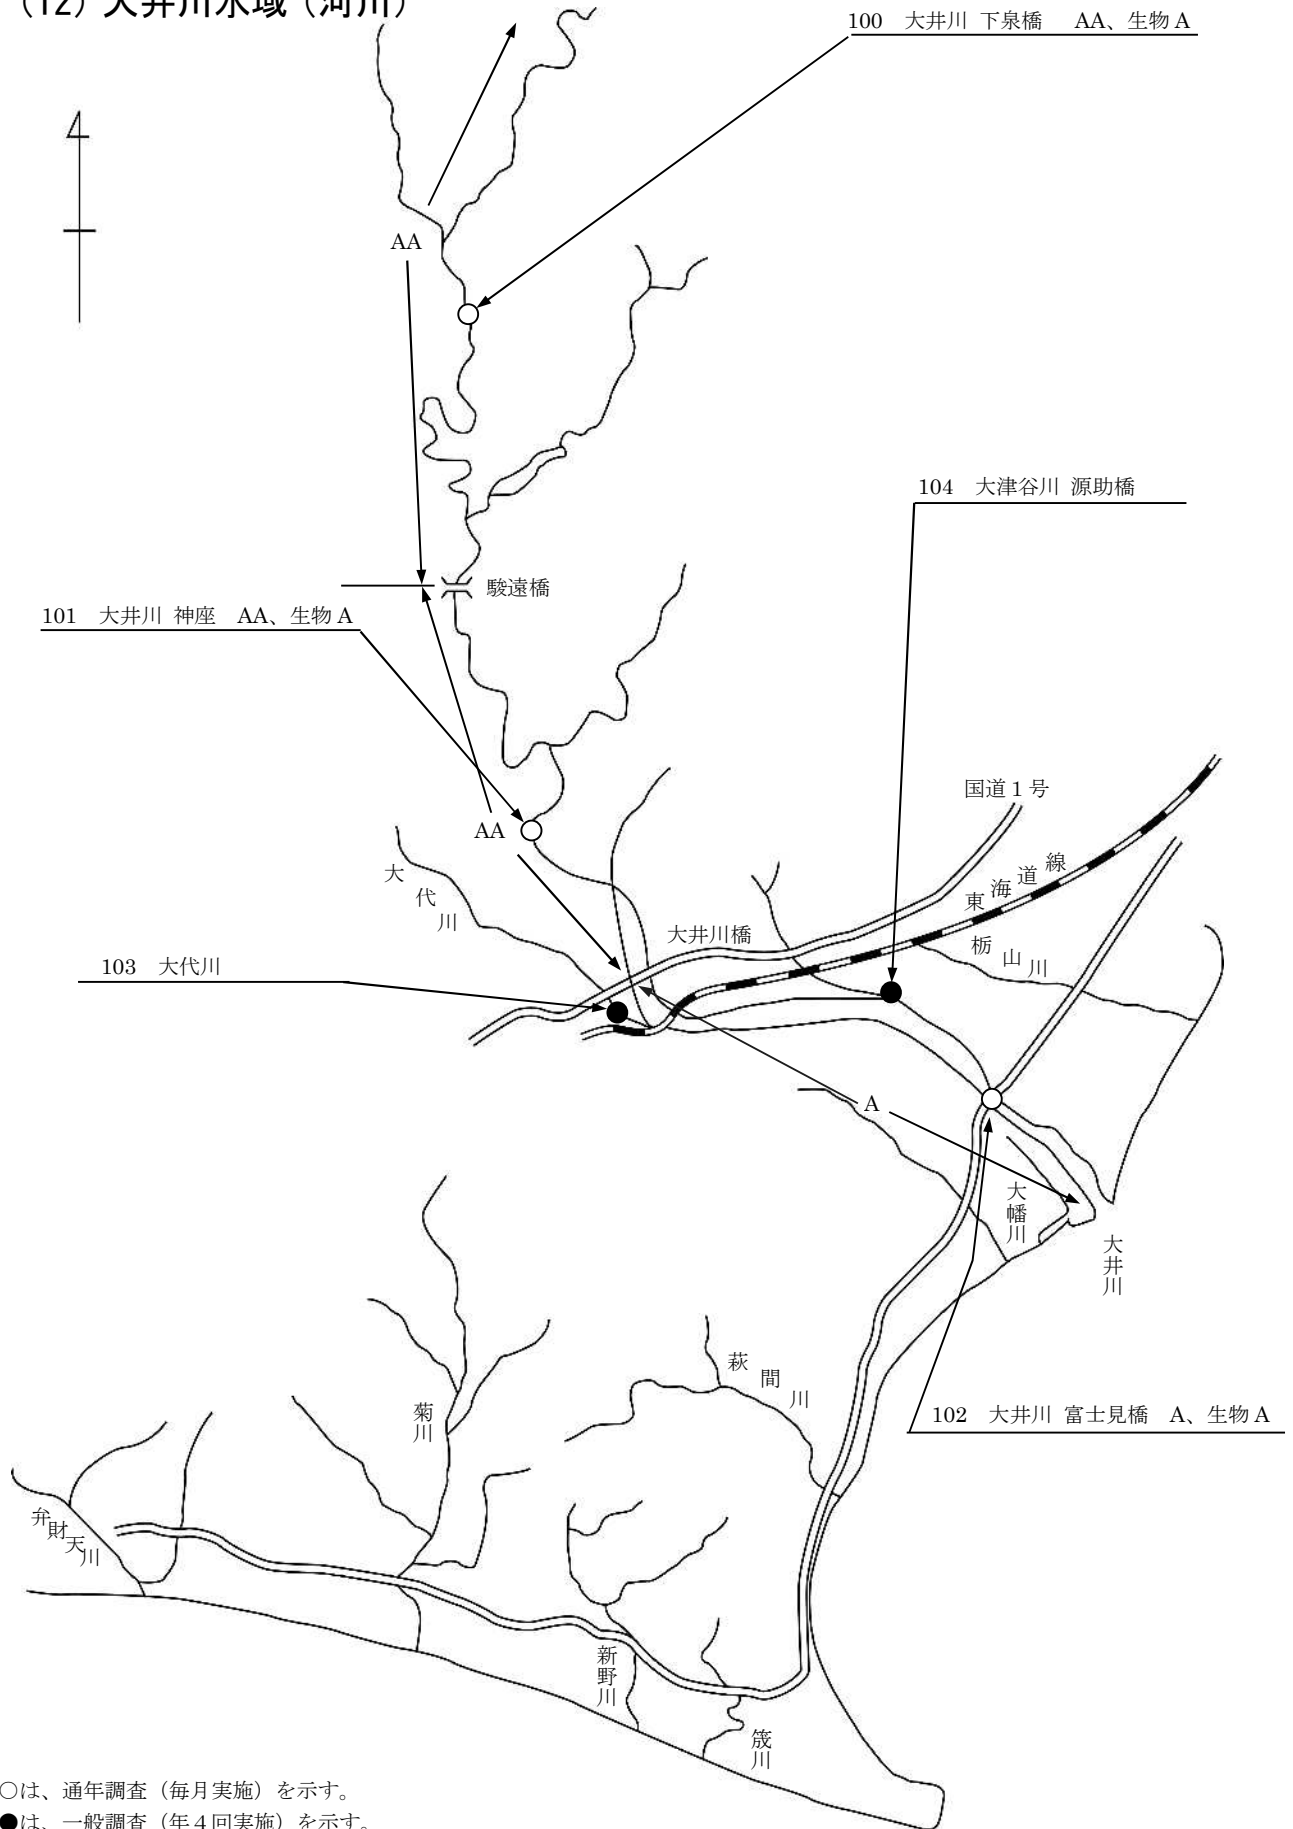 (12) 大井川水域 (河川)
100 大井川 下泉橋 AA、生物 A
AA
104 大津谷川 源助橋
駿遠橋
101 大井川 神座 AA、生物 A
国道 1 号
AA
東海道線
大代川
大井川橋
栃山川
103 大代川
A
大幡川
大井川
萩間川
菊川
102 大井川 富士見橋 A、生物 A
弁財天川
新野川
筬川
○は、通年調査（毎月実施）を示す。
●は、一般調査（年４回実施）を示す。